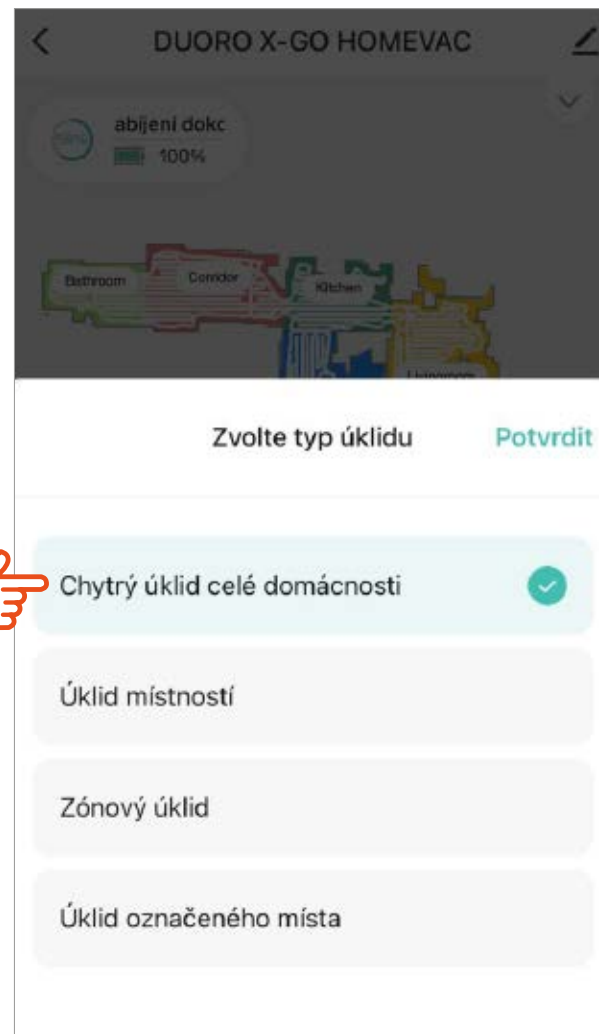 DUORO X-GO HOMEVAC
abíjení dokc
100%
Bathroom
Corridor
Kitchen
Livingroom
Zvolte typ úklidu
Potvrdit
Chytrý úklid celé domácnosti
Úklid místností
Zónový úklid
Úklid označeného místa